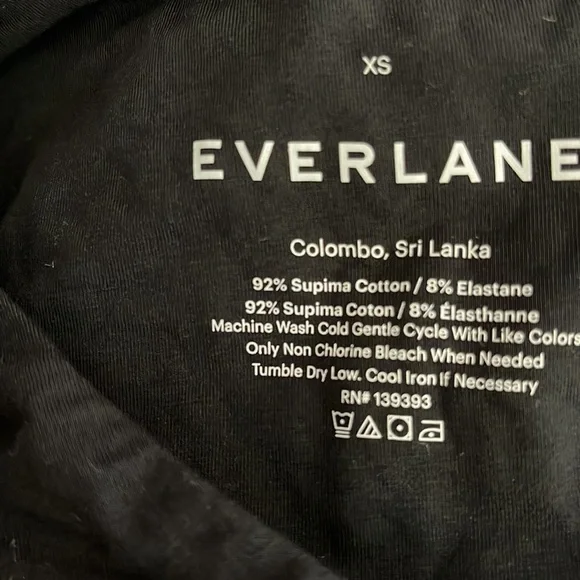 XS
EVERLANE
Colombo, Sri Lanka
92% Supima Cotton / 8% Elastane
92% Supima Coton / 8% Élasthanne
Machine Wash Cold Gentle Cycle With Like Colors
Only Non Chlorine Bleach When Needed
Tumble Dry Low. Cool Iron If Necessary
RN# 139393